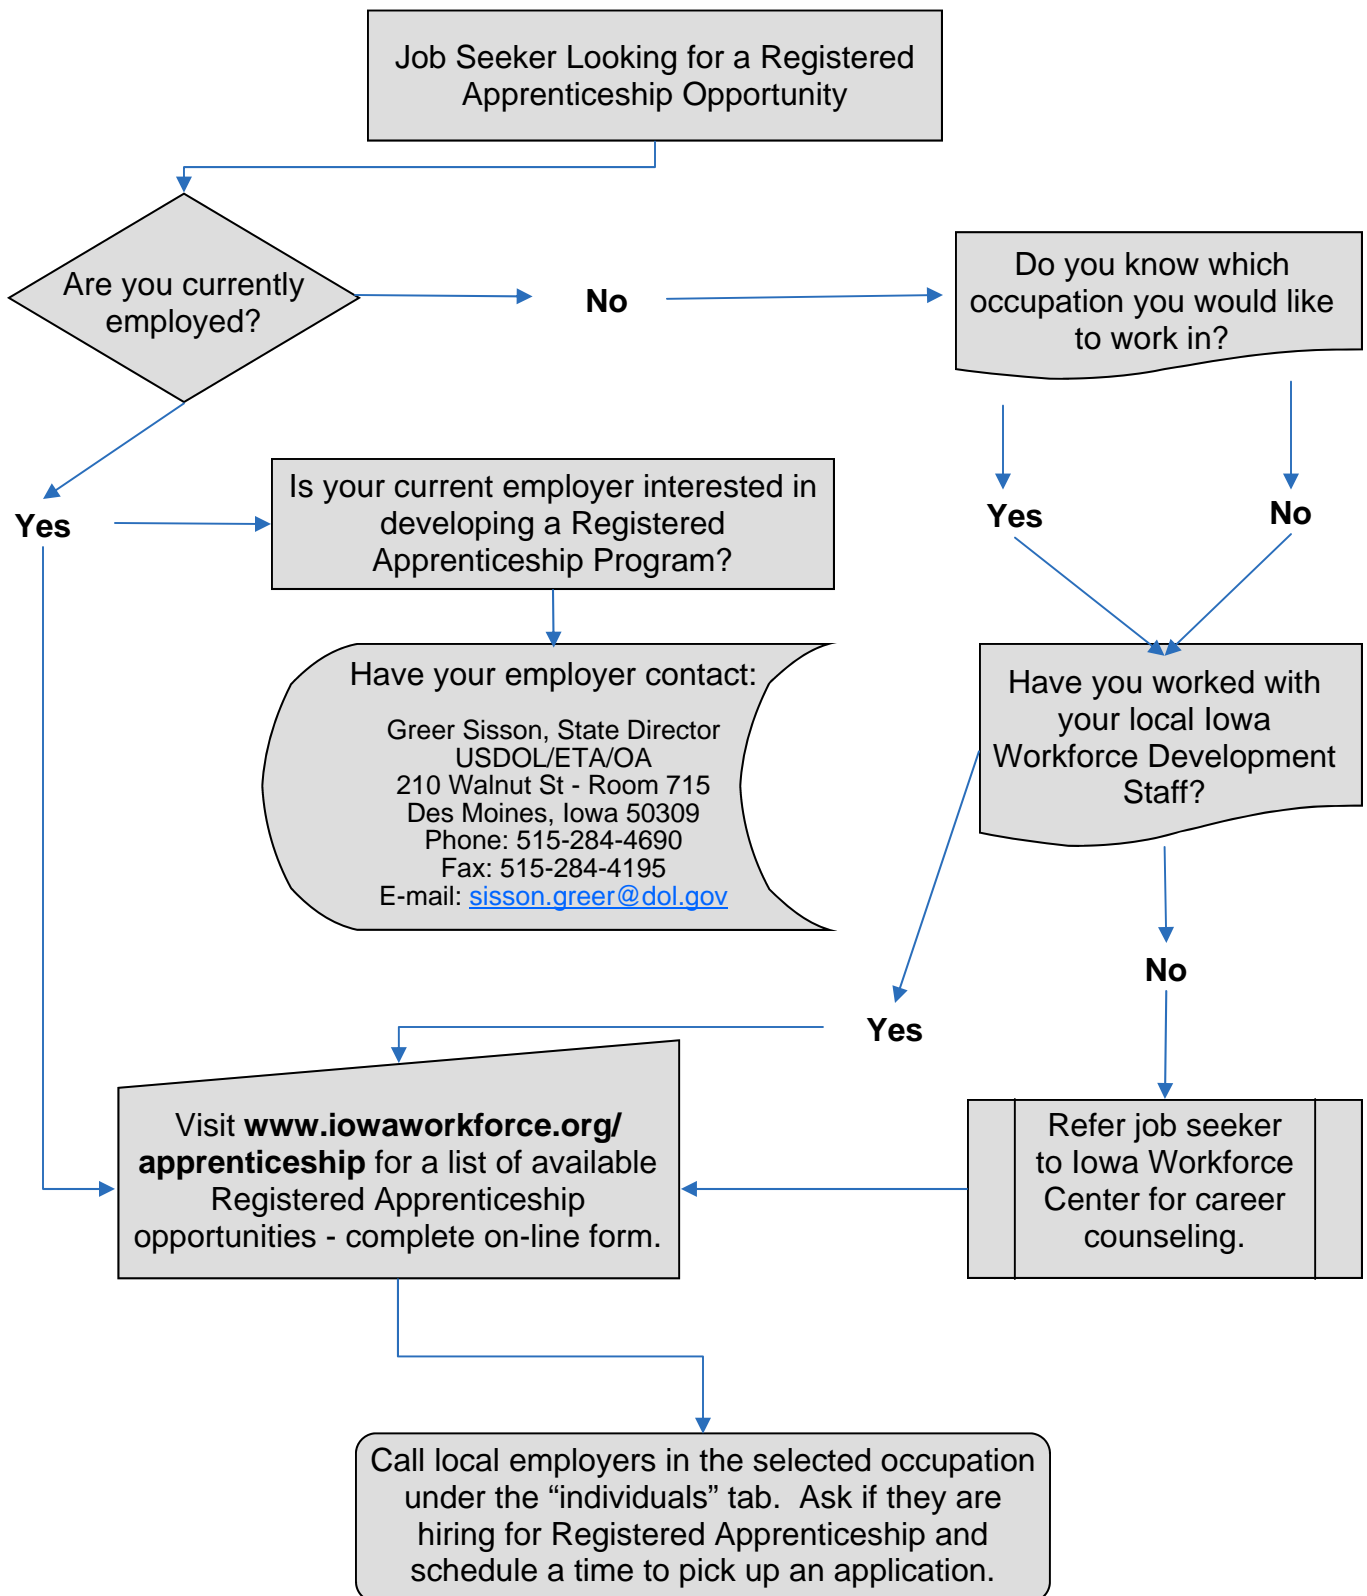 Job Seeker Looking for a Registered
Apprenticeship Opportunity
Are you currently
employed?
No
Do you know which
occupation you would like
to work in?
Yes
Is your current employer interested in
developing a Registered
Apprenticeship Program?
Yes
No
Have your employer contact:
Greer Sisson, State Director
USDOL/ETA/OA
210 Walnut St - Room 715
Des Moines, Iowa 50309
Phone: 515-284-4690
Fax: 515-284-4195
E-mail: sisson.greer@dol.gov
Have you worked with
your local Iowa
Workforce Development
Staff?
No
Yes
Visit www.iowaworkforce.org/
apprenticeship for a list of available
Registered Apprenticeship
opportunities - complete on-line form.
Refer job seeker
to Iowa Workforce
Center for career
counseling.
Call local employers in the selected occupation
under the “individuals” tab.  Ask if they are
hiring for Registered Apprenticeship and
schedule a time to pick up an application.